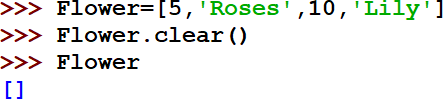 >>> Flower=[5,'Roses',10,'Lily']
>>> Flower.clear()
>>> Flower
[]